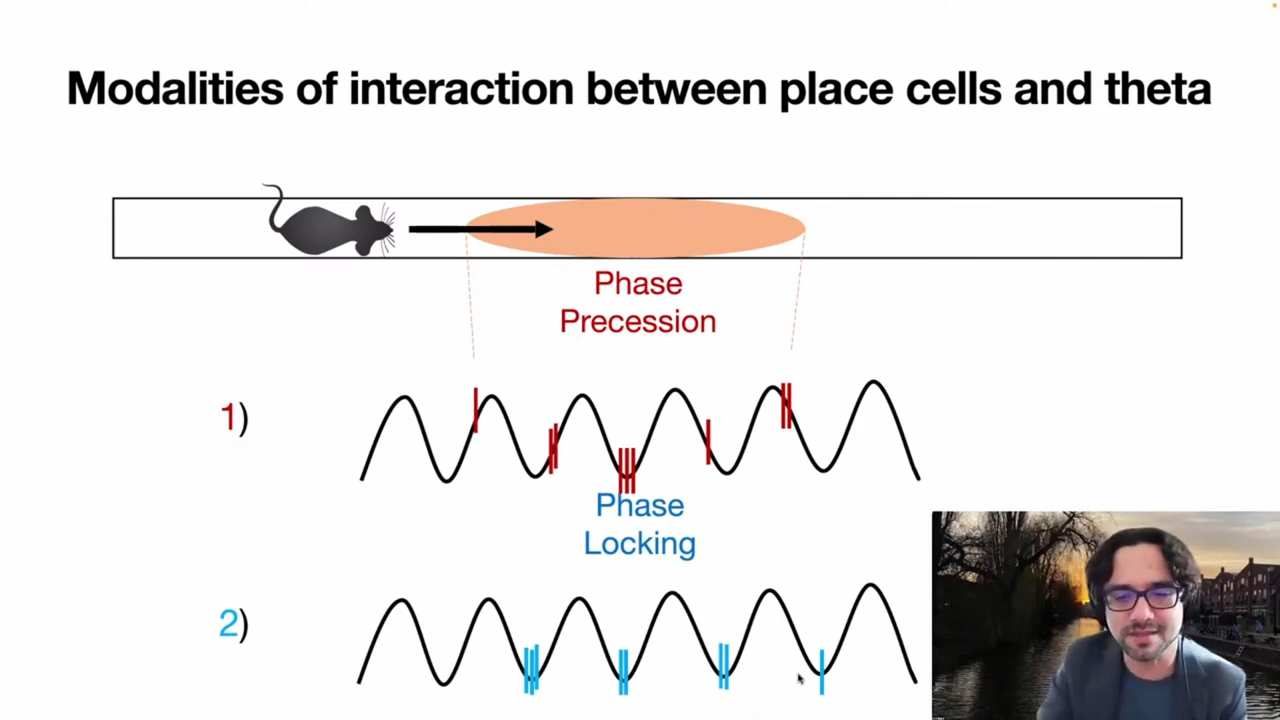 Modalities of interaction between place cells and theta
Phase
Precession
1)
Phase
Locking
2)